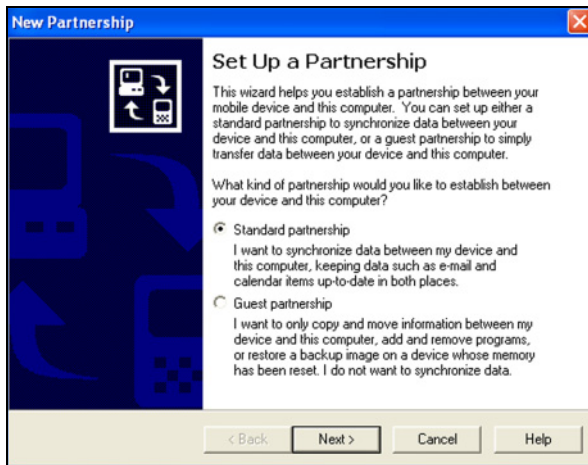 New Partnership
Set Up a Partnership
This wizard helps you establish a partnership between your
mobile device and this computer. You can set up either a
standard partnership to synchronize data between your
device and this computer, or a guest partnership to simply
transfer data between your device and this computer.
What kind of partnership would you like to establish between
your device and this computer?
Standard partnership
I want to synchronize data between my device and
this computer, keeping data such as e-mail and
calendar items up-to-date in both places.
Guest partnership
I want to only copy and move information between my
device and this computer, add and remove programs,
or restore a backup image on a device whose memory
has been reset. I do not want to synchronize data.
< Back Next > Cancel Help